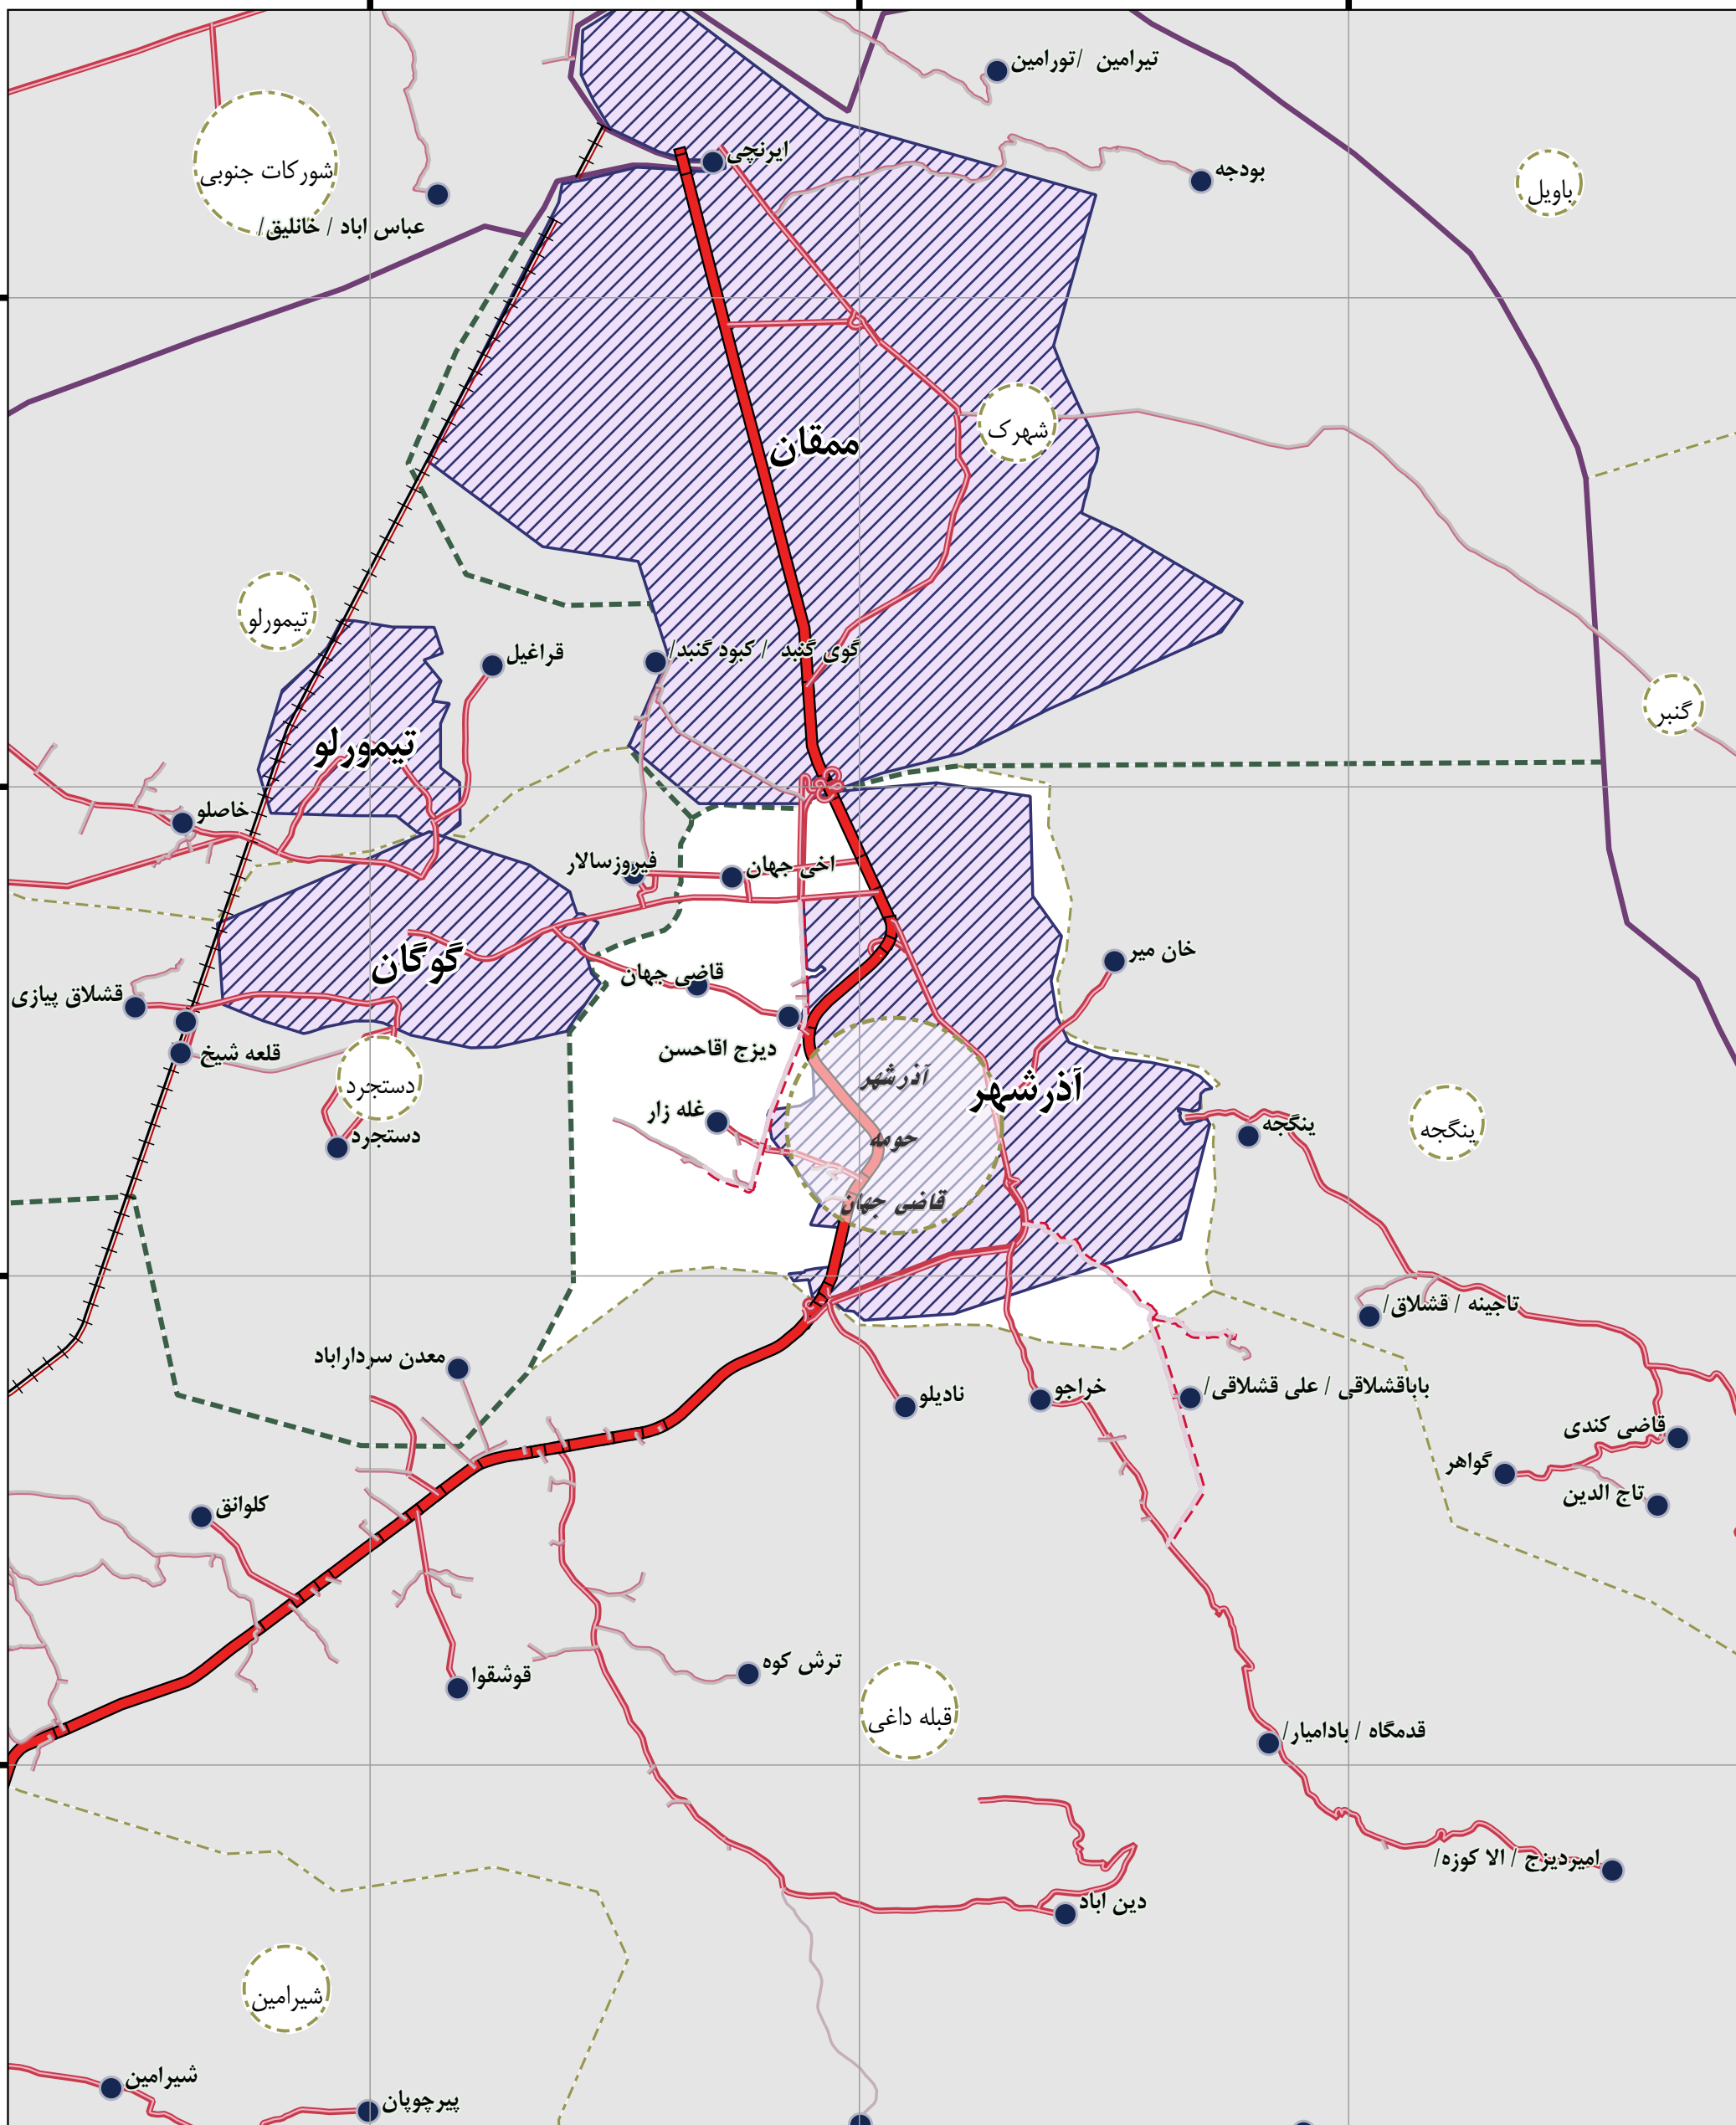 تیرامین /تورامین
ایرنچی
بودجه
شورکات جنوبی
باویل
عباس اباد / خانلیق/
شهرک
ممقان
تیمورلو
قراغیل
گوی گنبد / کبود گنبد/
گنبر
تیمورلو
خاصلو
فیروزسالار
اخی جهان
خان میر
گوگان
قاضی جهان
قشلاق پیازی
دیزج اقاحسن
قلعه شیخ
دستجرد
آذرشهر
آذرشهر
غله زار
ینگجه
ینگجه
دستجرد
حومه
قاضی جهان
تاجینه / قشلاق/
معدن سرداراباد
نادیلو
خراجو
باباقشلاقی / علی قشلاقی/
قاضی کندی
گواهر
تاج الدین
کلوانق
ترش کوه
قوشقوا
قبله داغی
قدمگاه / بادامیار/
امیردیزج / الا کوزه/
دین اباد
شیرامین
شیرامین
پیرچوپان